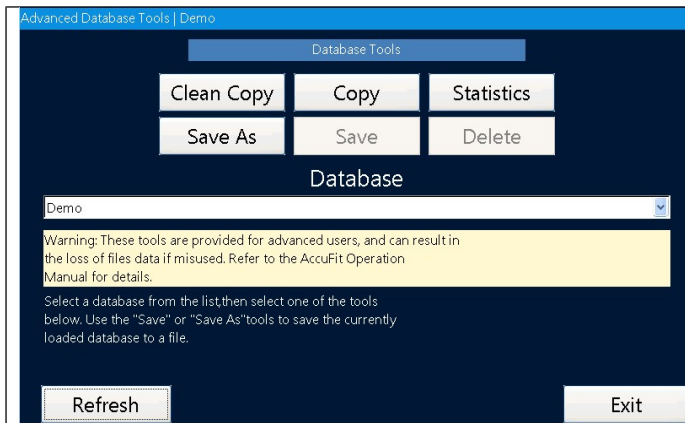 Advanced Database Tools | Demo
Database Tools
Clean Copy Copy Statistics
Save As Save Delete
Database
Demo
Warning: These tools are provided for advanced users, and can result in
the loss of files data if misused. Refer to the AccuFit Operation
Manual for details.
Select a database from the list,then select one of the tools
below. Use the "Save" or "Save As"tools to save the currently
loaded database to a file.
Refresh Exit